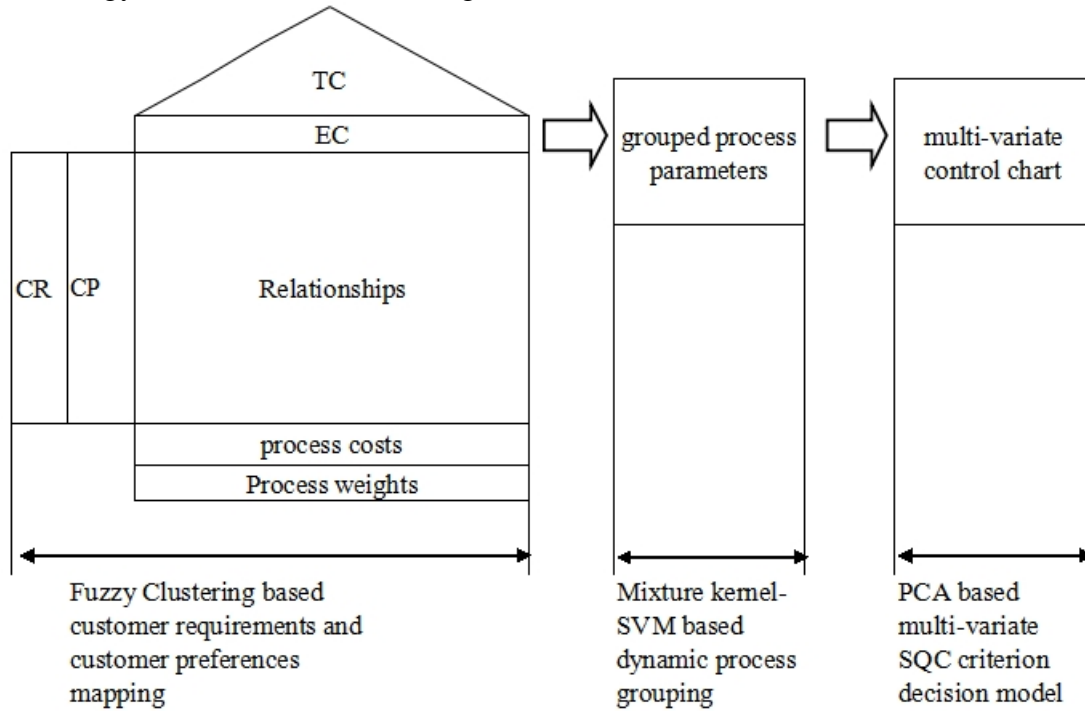 TC
EC
CR
CP
Relationships
process costs
Process weights
grouped process
parameters
multi-variate
control chart
Fuzzy Clustering based
customer requirements and
customer preferences
mapping
Mixture kernel-
SVM based
dynamic process
grouping
PCA based
multi-variate
SQC criterion
decision model